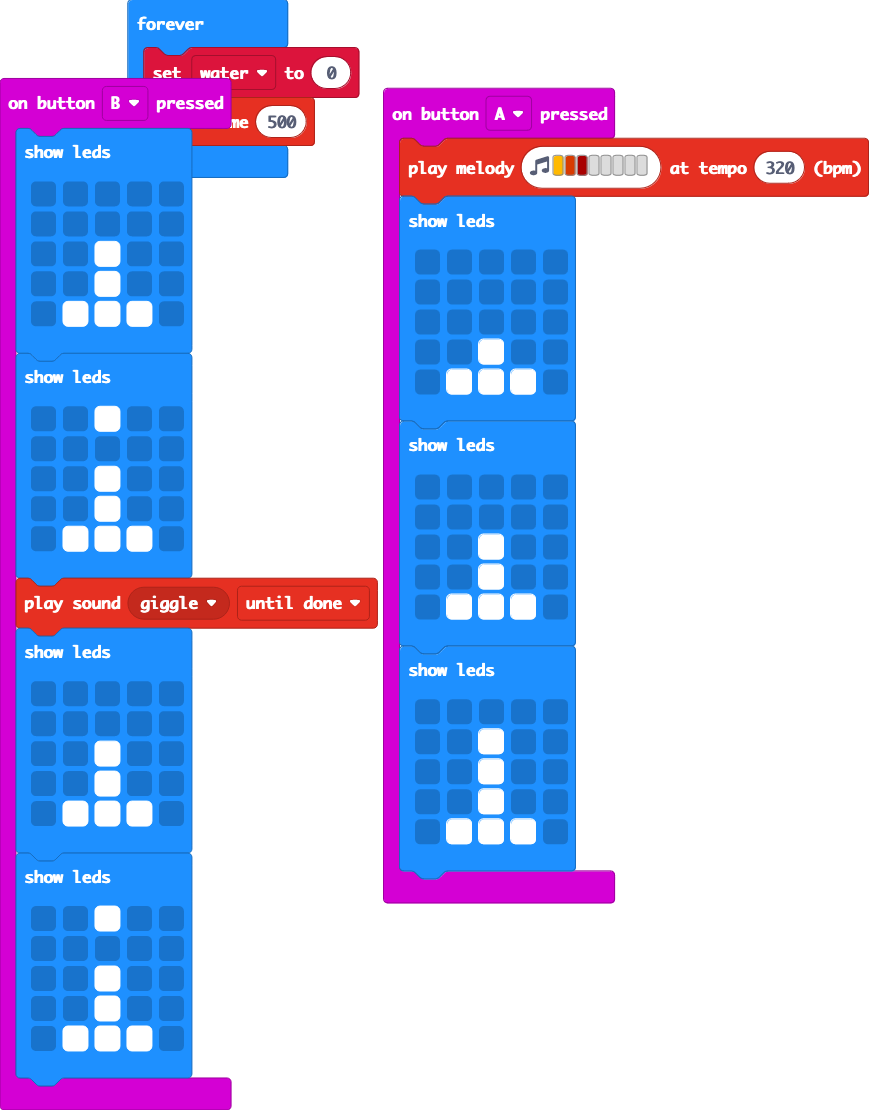 forever
set water to 0
500
on button B pressed
show leds
show leds
play sound giggle until done
show leds
show leds
on button A pressed
play melody at tempo 320 (bpm)
show leds
show leds
show leds